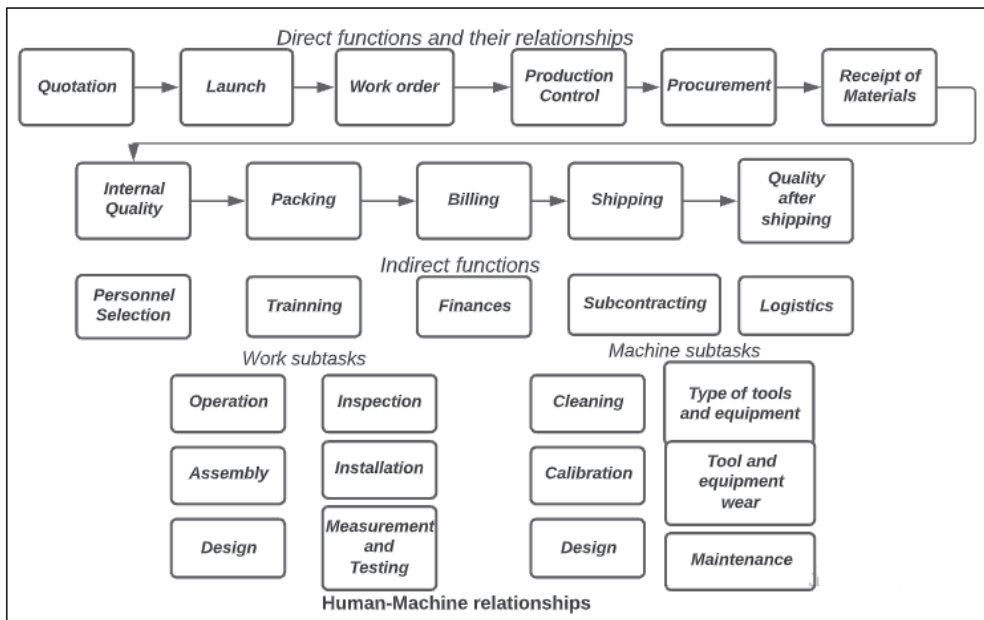 Direct functions and their relationships
Quotation
Launch
Work order
Production
Control
Procurement
Receipt of
Materials
Internal
Quality
Packing
Billing
Shipping
Quality
after
shipping
Indirect functions
Personnel
Selection
Trainning
Finances
Subcontracting
Logistics
Work subtasks
Machine subtasks
Operation
Inspection
Cleaning
Type of tools
and equipment
Assembly
Installation
Calibration
Tool and
equipment
wear
Design
Measurement
and
Testing
Design
Maintenance
Human-Machine relationships